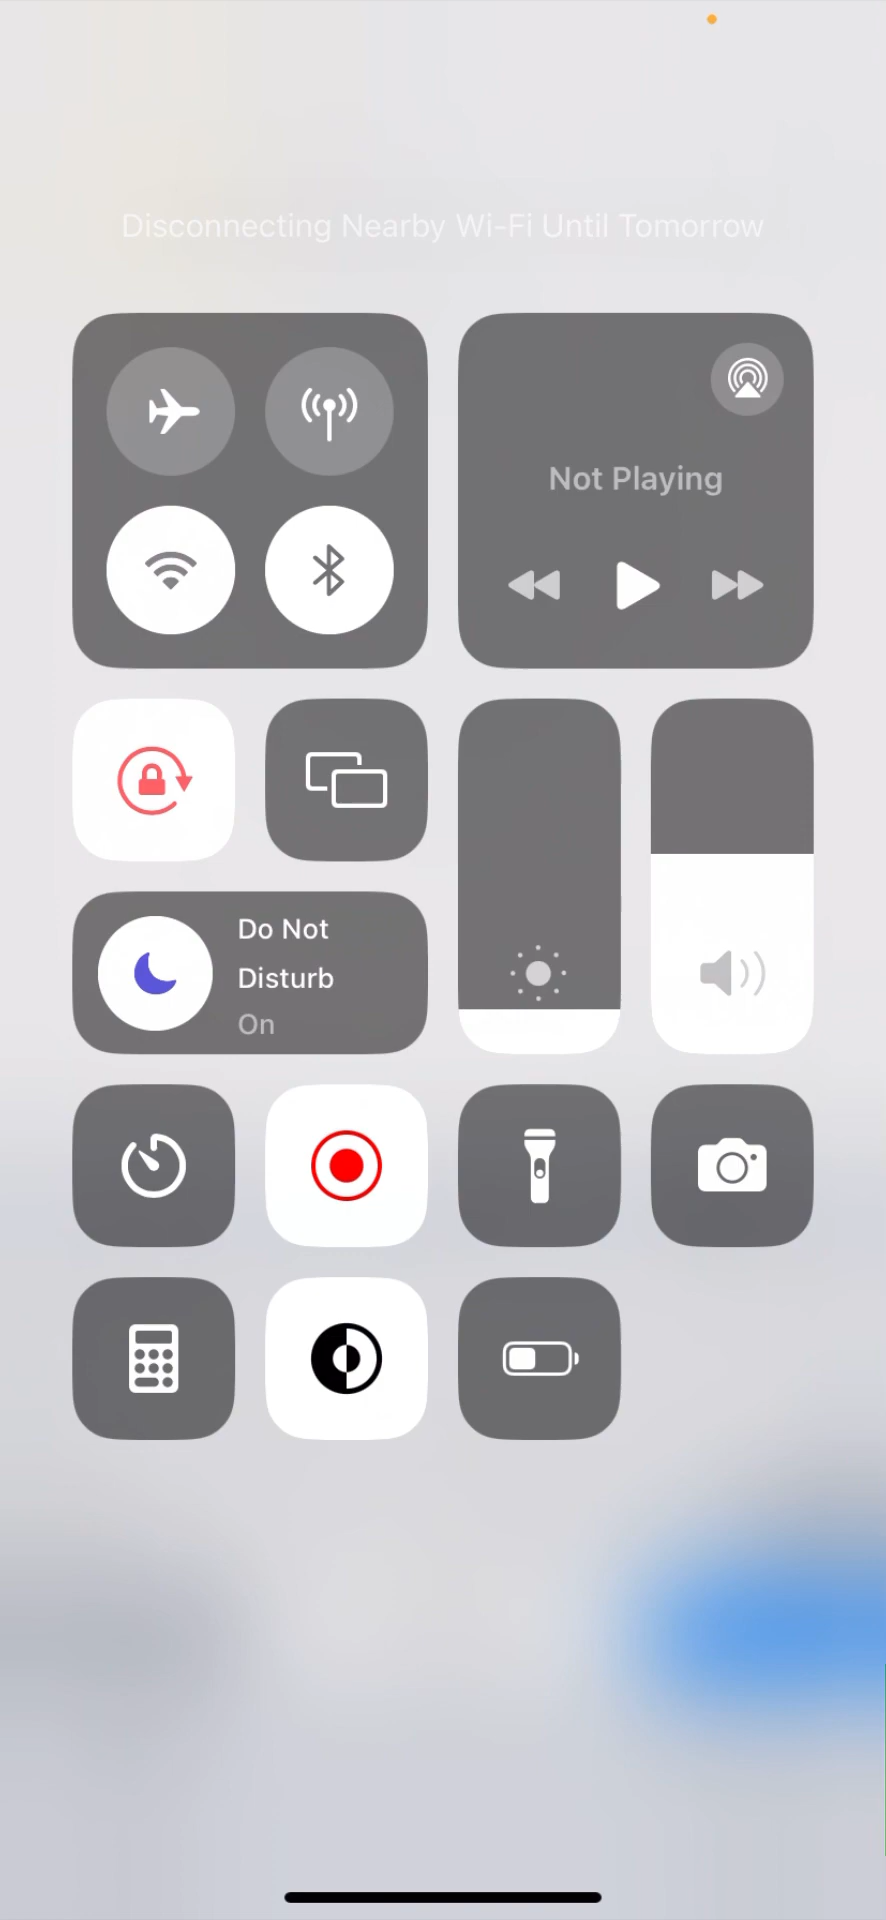 Disconnecting Nearby Wi-Fi Until Tomorrow
Not Playing
Do Not
Disturb
On